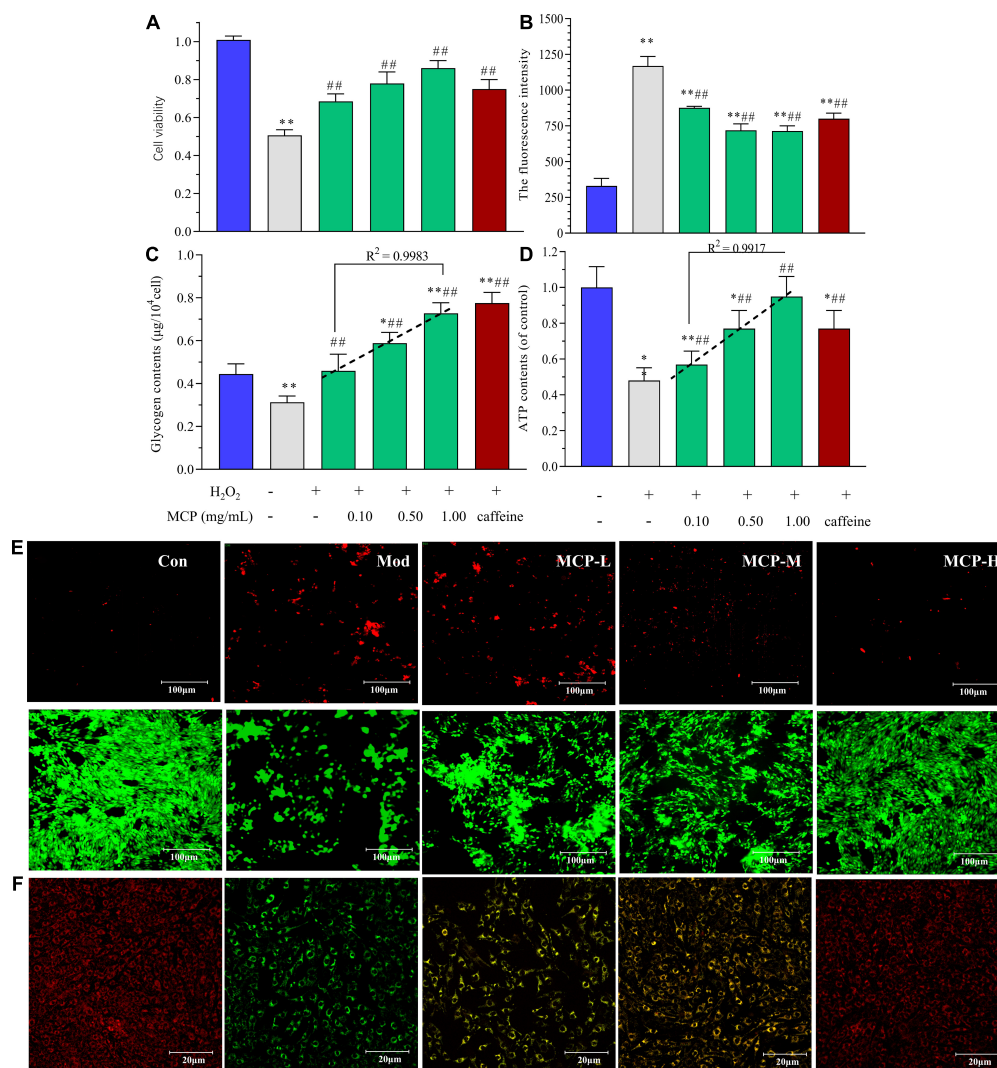 A
Cell viability
1.0
0.8
0.6
0.4
0.2
0.0
**
##
##
##
##
B
The fluorescence intensity
1500
1250
1000
750
500
250
0
**
**##
**##
**##
**##
C
Glycogen contents (μg/10⁴cell)
1.0
0.8
0.6
0.4
0.2
0.0
R² = 0.9983
**
##
*##
**##
**##
D
ATP contents (of control)
1.2
1.0
0.8
0.6
0.4
0.2
0.0
R² = 0.9917
*
*
**##
*##
##
*##
H₂O₂ - + + + + +
MCP (mg/mL) - - 0.10 0.50 1.00 caffeine
- + + + + +
- - 0.10 0.50 1.00 caffeine
E
Con Mod MCP-L MCP-M MCP-H
100μm 100μm 100μm 100μm 100μm
100μm 100μm 100μm 100μm 100μm
F
20μm 20μm 20μm 20μm 20μm